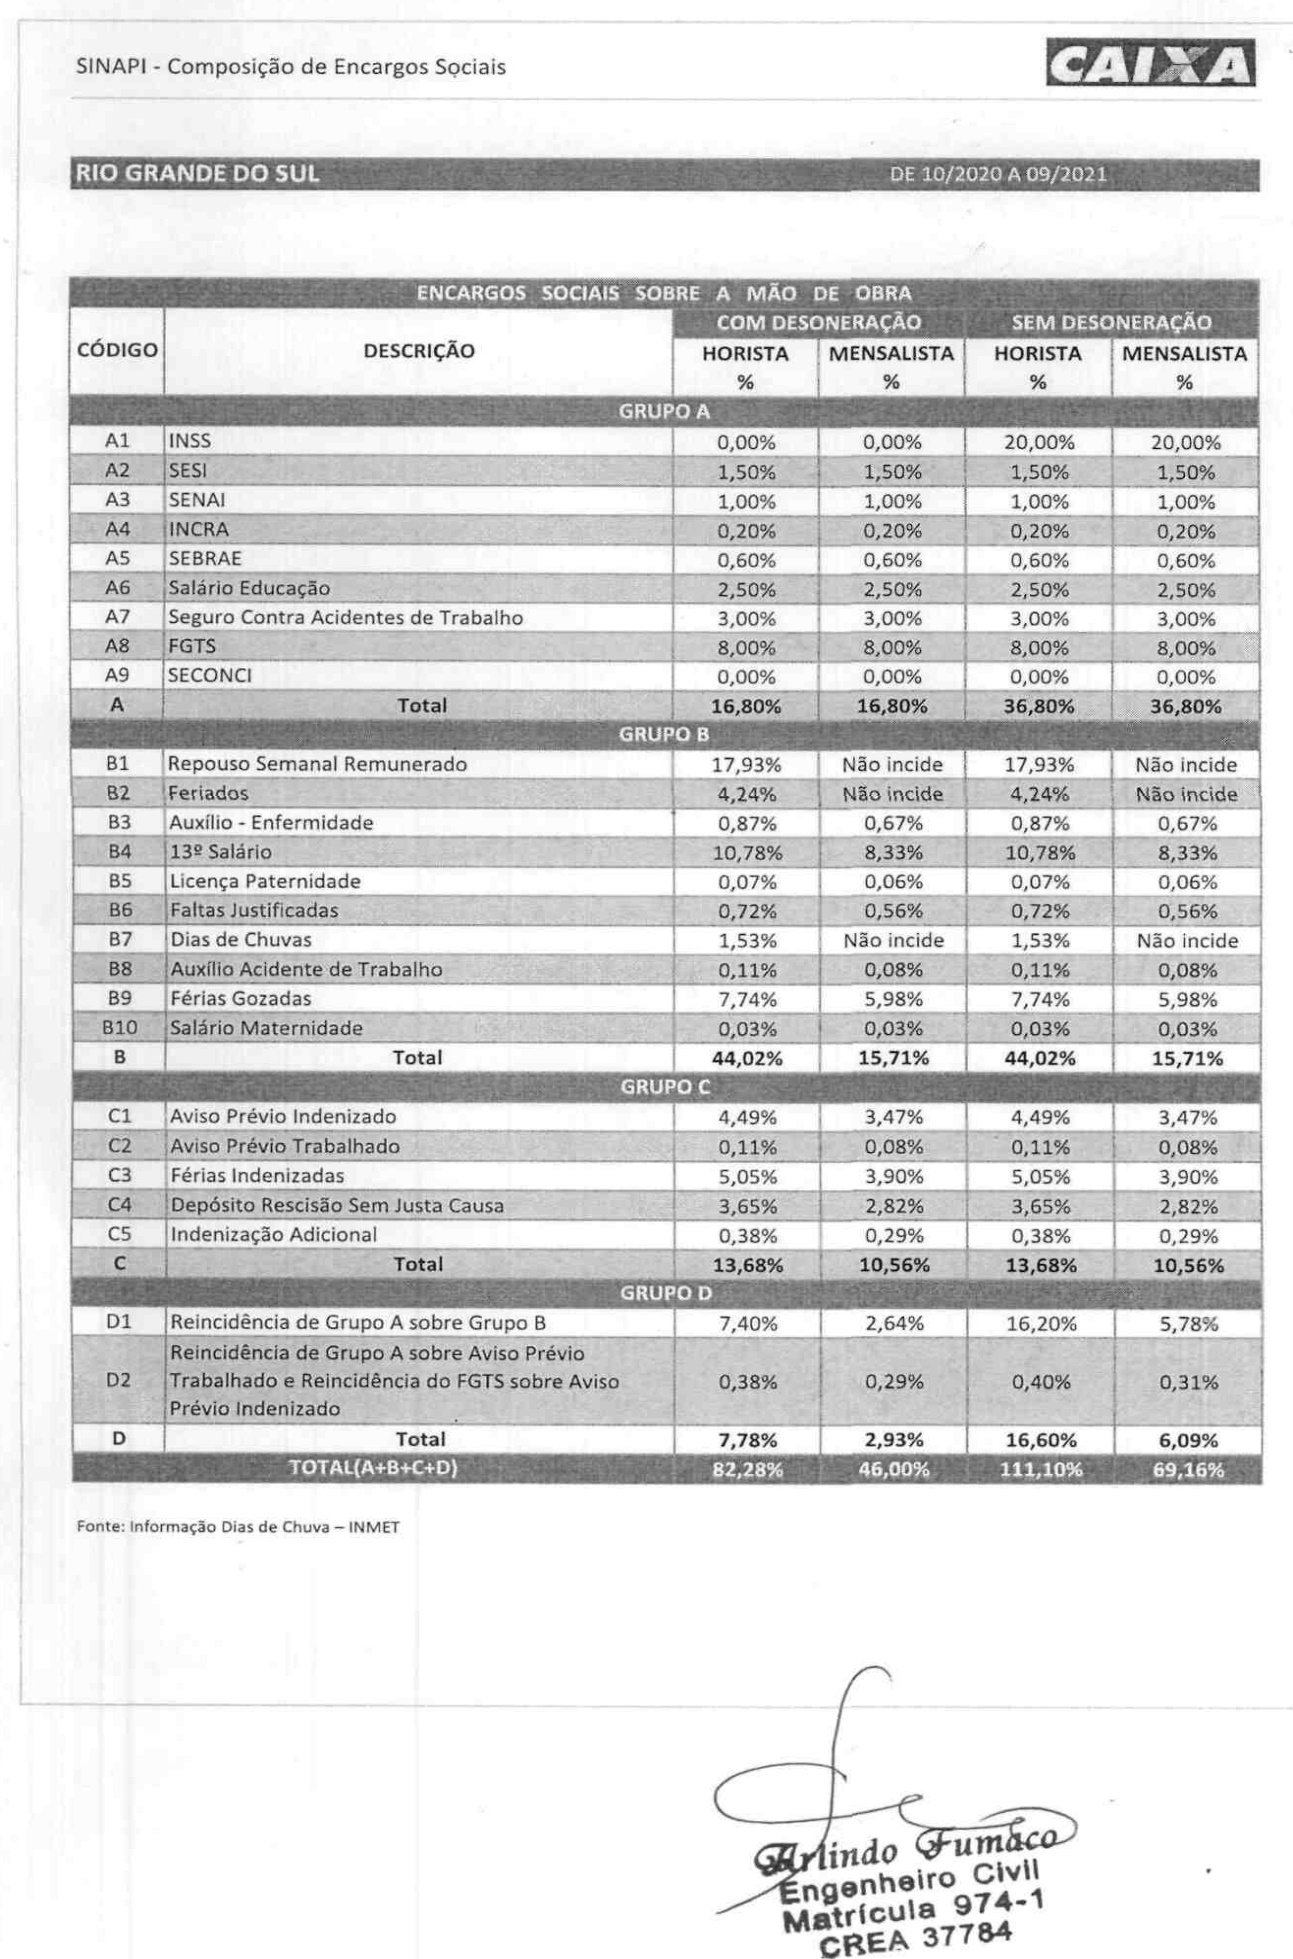 SINAPI - Composição de Encargos Sociais
CAIXA
RIO GRANDE DO SUL DE 10/2020 A 09/2021
ENCARGOS SOCIAIS SOBRE A MÃO DE OBRA
CÓDIGO DESCRIÇÃO COM DESONERAÇÃO SEM DESONERAÇÃO
HORISTA MENSALISTA HORISTA MENSALISTA
% % % %
GRUPO A
A1 INSS 0,00% 0,00% 20,00% 20,00%
A2 SESI 1,50% 1,50% 1,50% 1,50%
A3 SENAI 1,00% 1,00% 1,00% 1,00%
A4 INCRA 0,20% 0,20% 0,20% 0,20%
A5 SEBRAE 0,60% 0,60% 0,60% 0,60%
A6 Salário Educação 2,50% 2,50% 2,50% 2,50%
A7 Seguro Contra Acidentes de Trabalho 3,00% 3,00% 3,00% 3,00%
A8 FGTS 8,00% 8,00% 8,00% 8,00%
A9 SECONCI 0,00% 0,00% 0,00% 0,00%
A Total 16,80% 16,80% 36,80% 36,80%
GRUPO B
B1 Repouso Semanal Remunerado 17,93% Não incide 17,93% Não incide
B2 Feriados 4,24% Não incide 4,24% Não incide
B3 Auxílio - Enfermidade 0,87% 0,67% 0,87% 0,67%
B4 13º Salário 10,78% 8,33% 10,78% 8,33%
B5 Licença Paternidade 0,07% 0,06% 0,07% 0,06%
B6 Faltas Justificadas 0,72% 0,56% 0,72% 0,56%
B7 Dias de Chuvas 1,53% Não incide 1,53% Não incide
B8 Auxílio Acidente de Trabalho 0,11% 0,08% 0,11% 0,08%
B9 Férias Gozadas 7,74% 5,98% 7,74% 5,98%
B10 Salário Maternidade 0,03% 0,03% 0,03% 0,03%
B Total 44,02% 15,71% 44,02% 15,71%
GRUPO C
C1 Aviso Prévio Indenizado 4,49% 3,47% 4,49% 3,47%
C2 Aviso Prévio Trabalhado 0,11% 0,08% 0,11% 0,08%
C3 Férias Indenizadas 5,05% 3,90% 5,05% 3,90%
C4 Depósito Rescisão Sem Justa Causa 3,65% 2,82% 3,65% 2,82%
C5 Indenização Adicional 0,38% 0,29% 0,38% 0,29%
C Total 13,68% 10,56% 13,68% 10,56%
GRUPO D
D1 Reincidência de Grupo A sobre Grupo B 7,40% 2,64% 16,20% 5,78%
Reincidência de Grupo A sobre Aviso Prévio
D2 Trabalhado e Reincidência do FGTS sobre Aviso 0,38% 0,29% 0,40% 0,31%
Prévio Indenizado
D Total 7,78% 2,93% 16,60% 6,09%
TOTAL(A+B+C+D) 82,28% 46,00% 111,10% 69,16%
Fonte: Informação Dias de Chuva – INMET
Arlindo Fumaco
Engenheiro Civil
Matrícula 974-1
CREA 37784